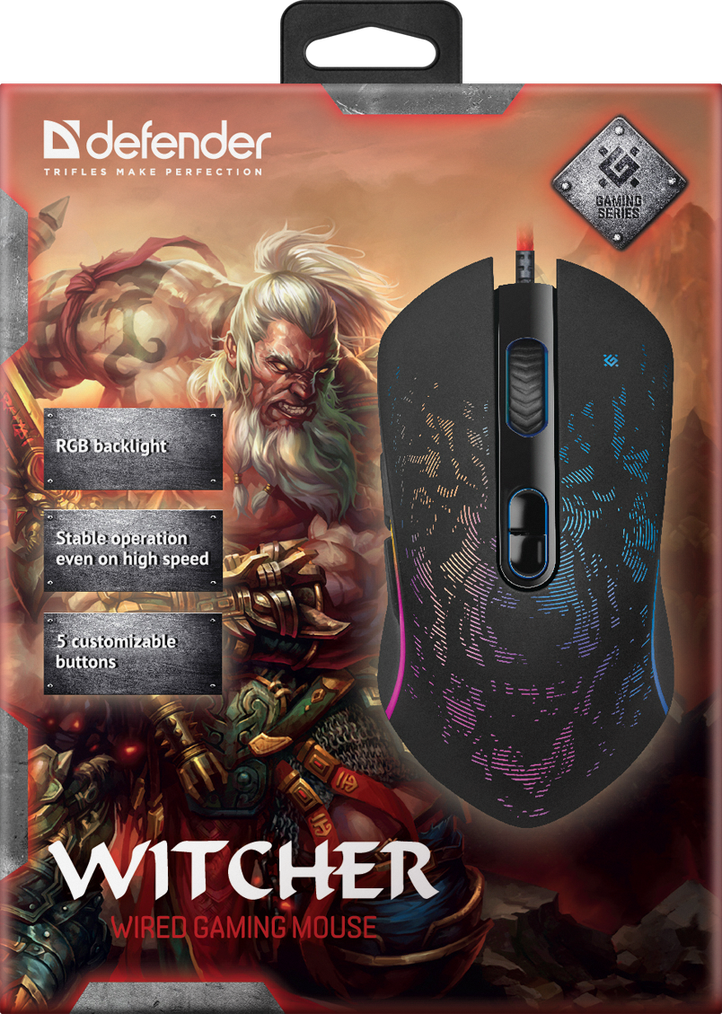 defender
TRIFLES MAKE PERFECTION
GAMING
SERIES
RGB backlight
Stable operation
even on high speed
5 customizable
buttons
WITCHER
WIRED GAMING MOUSE